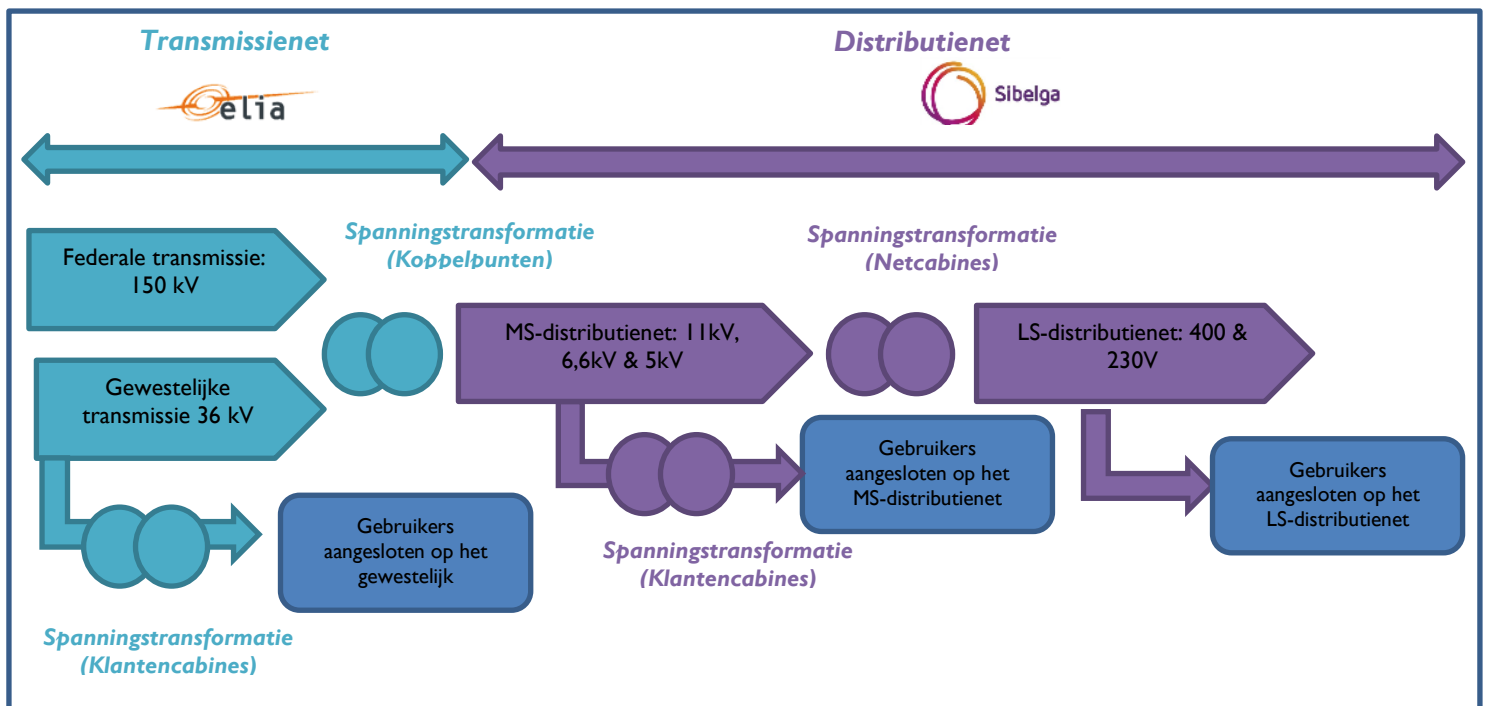 Transmissienet
Distributienet
elia
Sibelga
Spanningstransformatie
(Koppelpunten)
Spanningstransformatie
(Netcabines)
Federale transmissie:
150 kV
MS-distributienet: 11kV,
6,6kV & 5kV
LS-distributienet: 400 &
230V
Gewestelijke
transmissie 36 kV
Gebruikers
aangesloten op het
MS-distributienet
Gebruikers
aangesloten op het
LS-distributienet
Gebruikers
aangesloten op het
gewestelijk
Spanningstransformatie
(Klantencabines)
Spanningstransformatie
(Klantencabines)